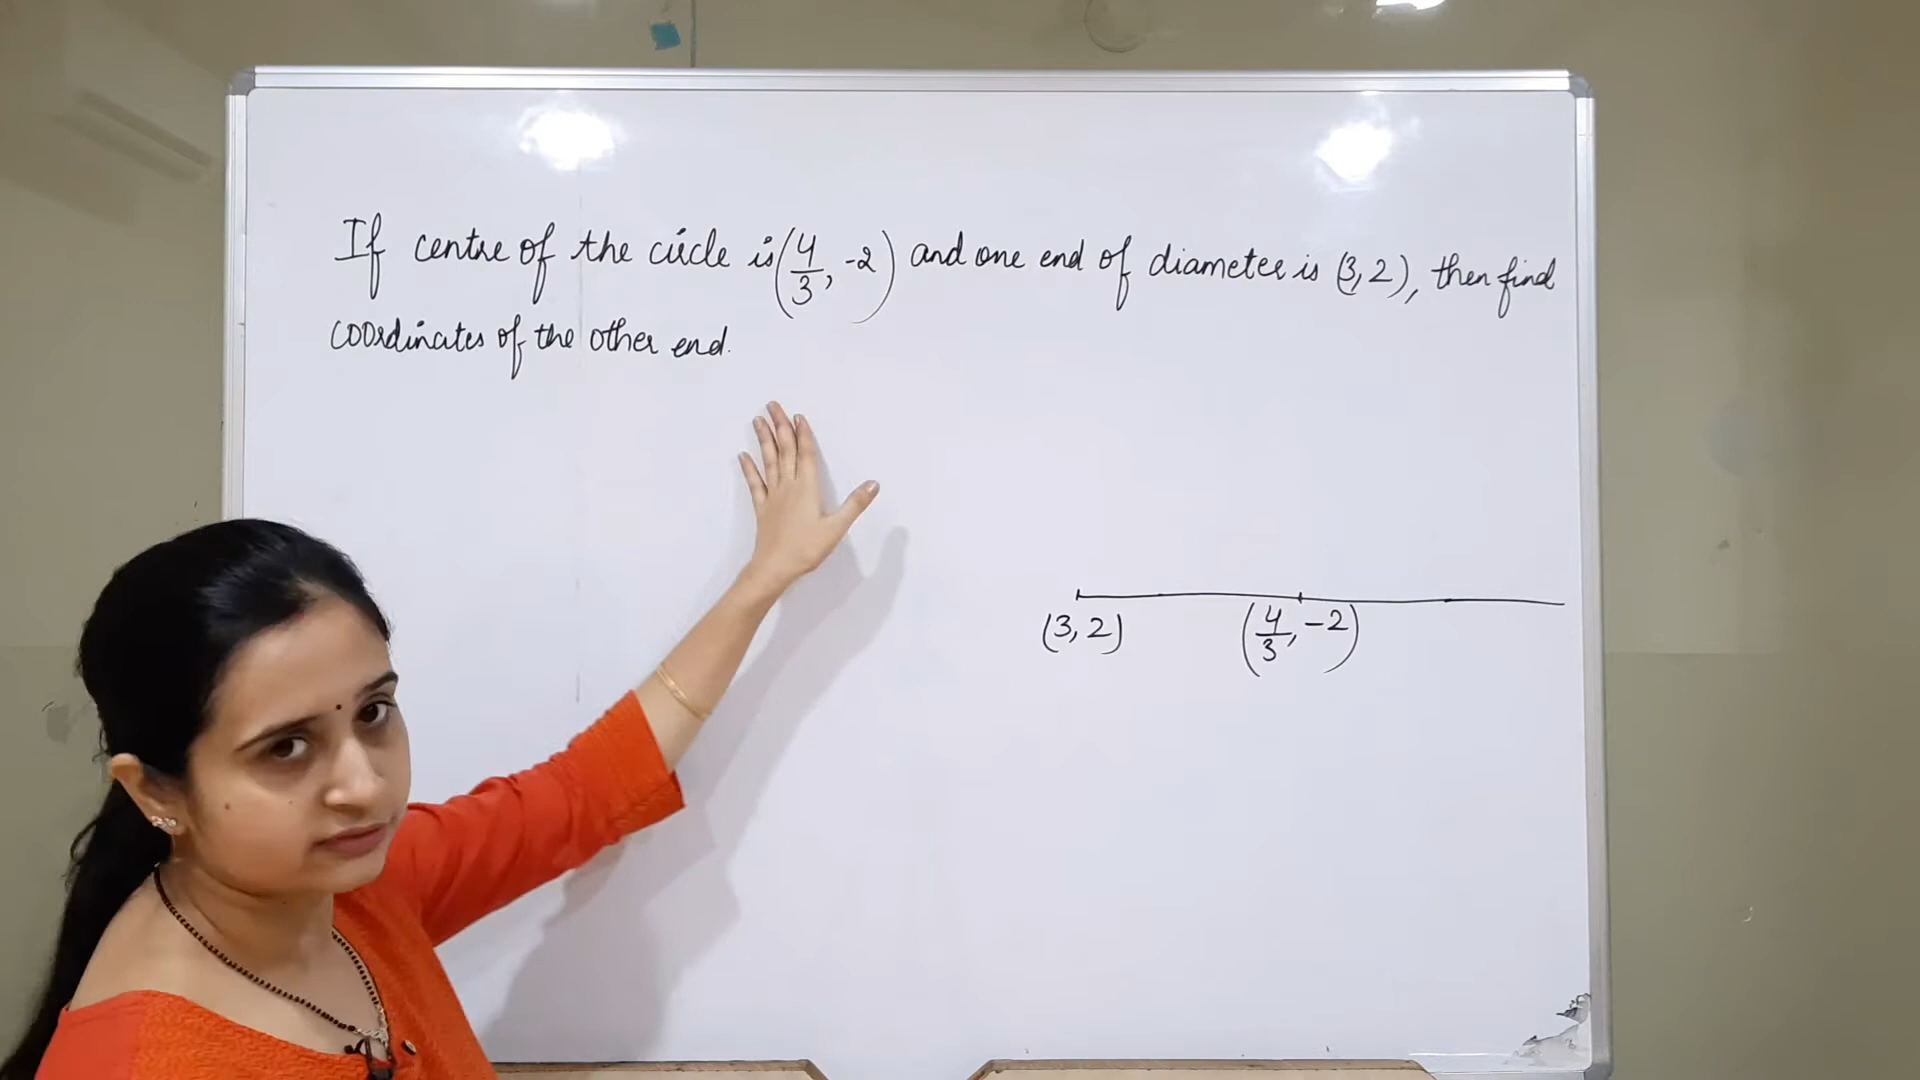 If centre of the circle is (4/3, -2) and one end of diameter is (3, 2), then find
coordinates of the other end.
(3, 2) (4/3, -2)